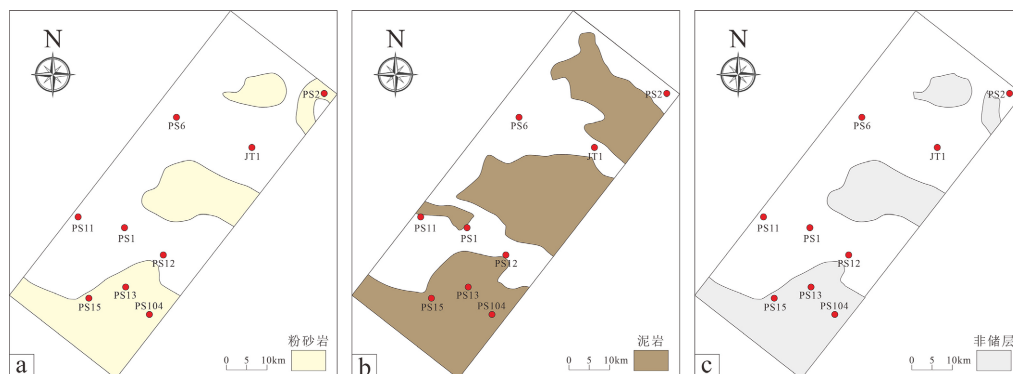 N
PS2
PS6
JT1
PS11
PS1
PS12
PS13
PS15
PS104
a
0 5 10km
粉砂岩
N
PS2
PS6
JT1
PS11
PS1
PS12
PS13
PS15
PS104
b
0 5 10km
泥岩
N
PS2
PS6
JT1
PS11
PS1
PS12
PS13
PS15
PS104
c
0 5 10km
非储层